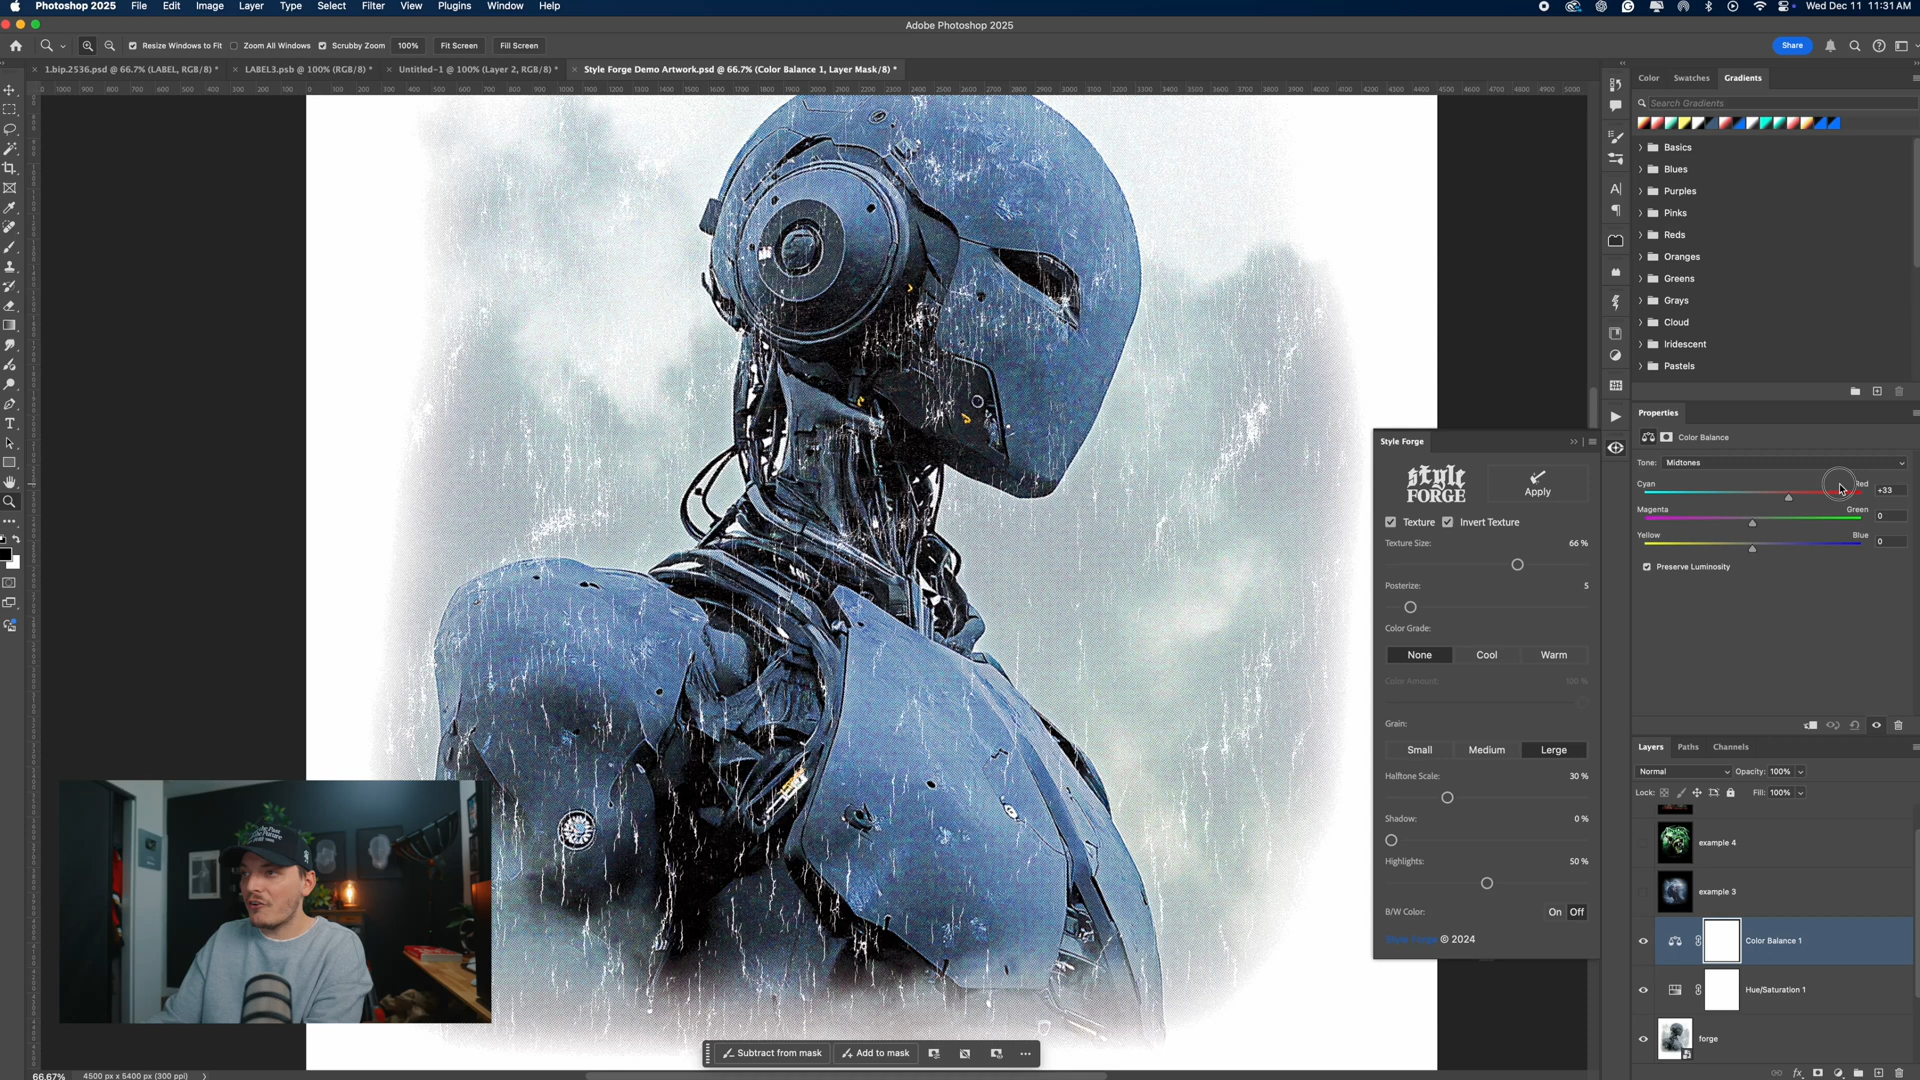 Photoshop 2025 File Edit Image Layer Type Select Filter View Plugins Window Help Wed Dec 11 11:31 AM
Adobe Photoshop 2025
Resize Windows to Fit Zoom All Windows Scrubby Zoom 100% Fit Screen Fill Screen Share
1.bip.2536.psd @ 66.7% (LABEL, RGB/8) * LABEL3.psb @ 100% (RGB/8) * Untitled-1 @ 100% (Layer 2, RGB/8) * Style Forge Demo Artwork.psd @ 66.7% (Color Balance 1, Layer Mask/8) *
Color Swatches Gradients
Search Gradients
Basics
Blues
Purples
Pinks
Reds
Oranges
Greens
Grays
Cloud
Iridescent
Pastels
Properties
Color Balance
Tone: Midtones
Cyan Red +33
Magenta Green 0
Yellow Blue 0
Preserve Luminosity
Style Forge
style FORGE
Apply
Texture Invert Texture
Texture Size: 66 %
Posterize: 5
Color Grade:
None Cool Warm
Color Amount: 100 %
Grain:
Small Medium Lerge
Halftone Scale: 30 %
Shadow: 0 %
Highlights: 50 %
B/W Color: On Off
© 2024
Layers Paths Channels
Normal Opacity: 100%
Lock: Fill: 100%
example 4
example 3
Color Balance 1
Hue/Saturation 1
forge
Subtract from mask Add to mask
66.67% 4500 px x 5400 px (300 ppi)